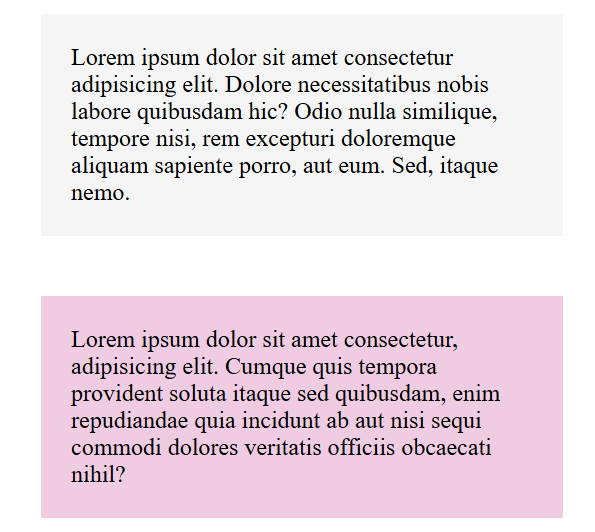 Lorem ipsum dolor sit amet consectetur
adipisicing elit. Dolore necessitatibus nobis
labore quibusdam hic? Odio nulla similique,
tempore nisi, rem excepturi doloremque
aliquam sapiente porro, aut eum. Sed, itaque
nemo.
Lorem ipsum dolor sit amet consectetur,
adipisicing elit. Cumque quis tempora
provident soluta itaque sed quibusdam, enim
repudiandae quia incidunt ab aut nisi sequi
commodi dolores veritatis officiis obcaecati
nihil?